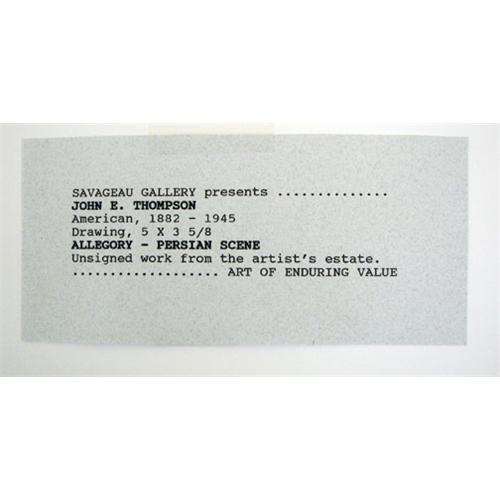 SAVAGEAU GALLERY presents ..............
JOHN E. THOMPSON
American, 1882 - 1945
Drawing, 5 X 3 5/8
ALLEGORY - PERSIAN SCENE
Unsigned work from the artist's estate.
................... ART OF ENDURING VALUE